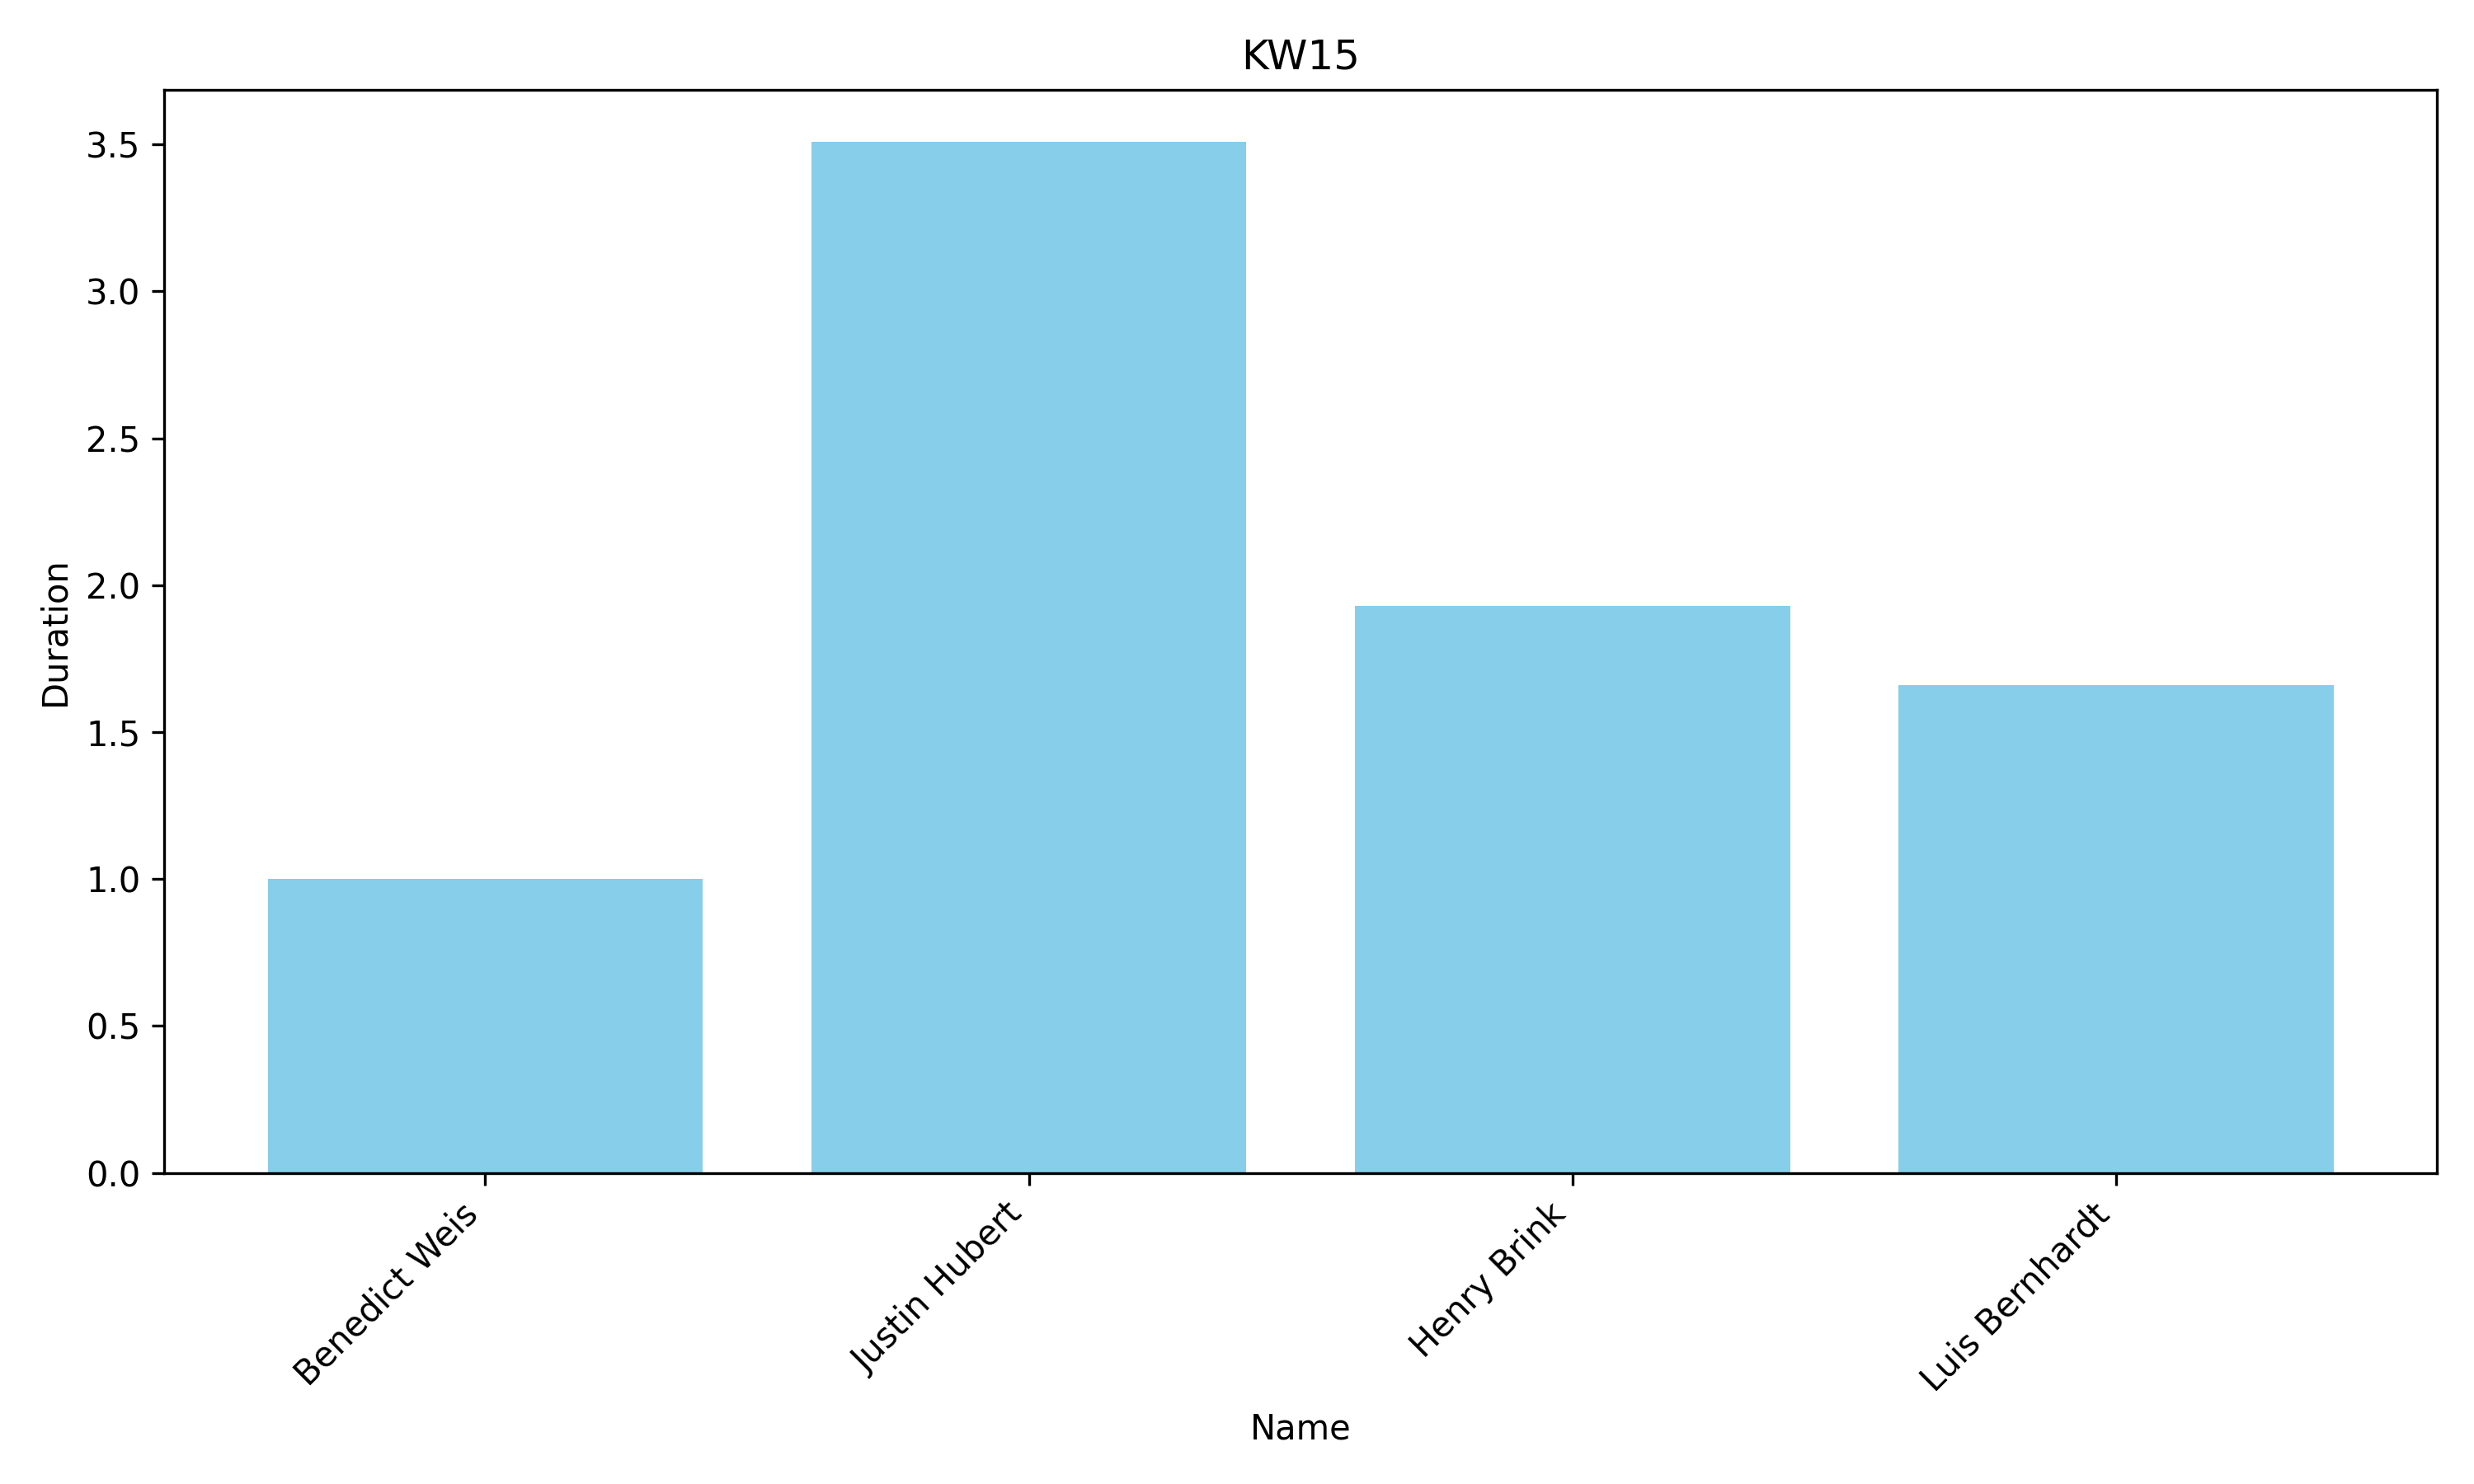 KW15
3.5
3.0
2.5
2.0
1.5
1.0
0.5
0.0
Duration
Benedict Weis
Justin Hubert
Henry Brink
Luis Bernhardt
Name